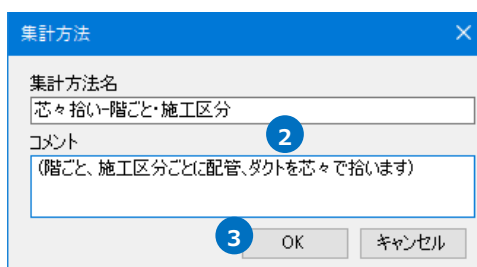 集計方法
集計方法名
芯々拾い-階ごと・施工区分
2
コメント
(階ごと、施工区分ごとに配管、ダクトを芯々で拾います)
3 OK キャンセル